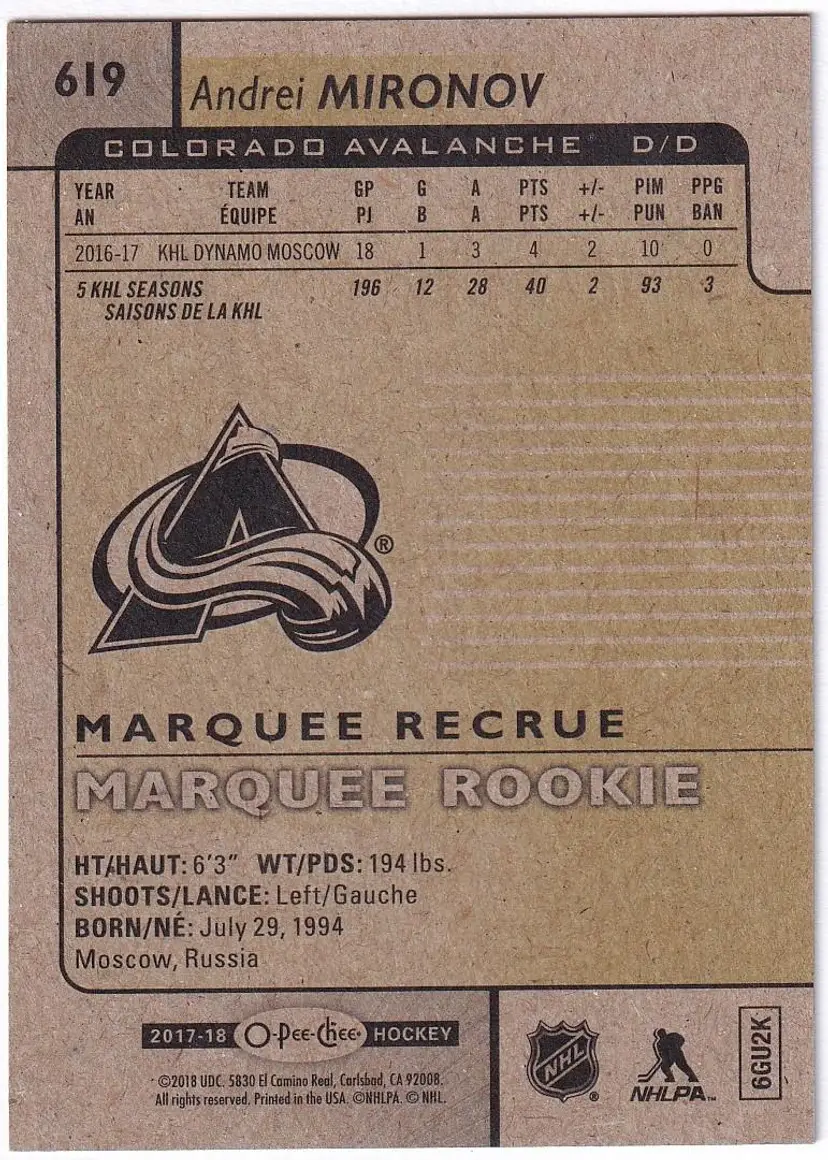 619
Andrei MIRONOV
COLORADO AVALANCHE D/D
YEAR TEAM GP G A PTS +/- PIM PPG
AN ÉQUIPE PJ B A PTS +/- PUN BAN
2016-17 KHL DYNAMO MOSCOW 18 1 3 4 2 10 0
5 KHL SEASONS 196 12 28 40 2 93 3
SAISONS DE LA KHL
®
MARQUEE RECRUE
MARQUEE ROOKIE
HT/HAUT: 6'3" WT/PDS: 194 lbs.
SHOOTS/LANCE: Left/Gauche
BORN/NÉ: July 29, 1994
Moscow, Russia
2017-18 O-Pee-Chee® HOCKEY
©2018 UDC. 5830 El Camino Real, Carlsbad, CA 92008.
All rights reserved. Printed in the USA. ©NHLPA. © NHL.
NHL ®
NHLPA™
6GU2K